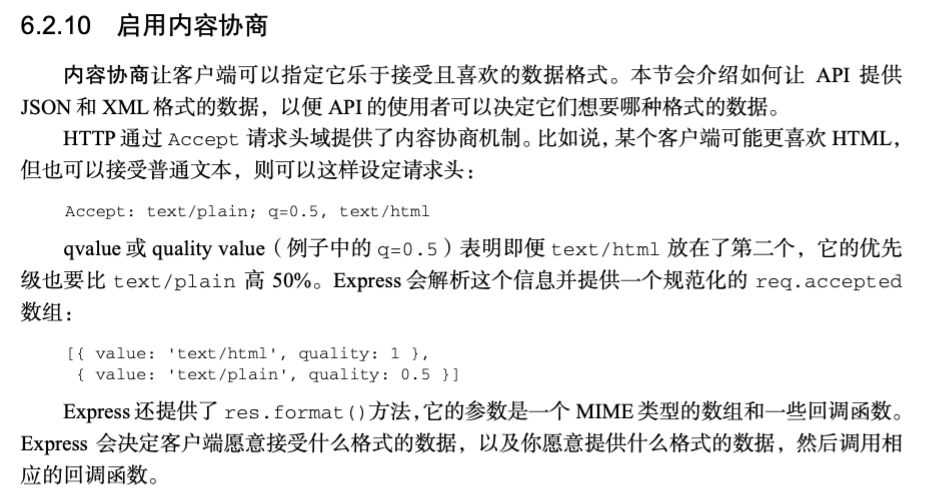 6.2.10 启用内容协商
内容协商让客户端可以指定它乐于接受且喜欢的数据格式。本节会介绍如何让 API 提供
JSON 和 XML 格式的数据，以便 API 的使用者可以决定它们想要哪种格式的数据。
HTTP 通过 Accept 请求头域提供了内容协商机制。比如说，某个客户端可能更喜欢 HTML，
但也可以接受普通文本，则可以这样设定请求头：
Accept: text/plain; q=0.5, text/html
qvalue 或 quality value（例子中的 q=0.5）表明即便 text/html 放在了第二个，它的优先
级也要比 text/plain 高 50%。Express 会解析这个信息并提供一个规范化的 req.accepted
数组：
[{ value: 'text/html', quality: 1 },
{ value: 'text/plain', quality: 0.5 }]
Express 还提供了 res.format()方法，它的参数是一个 MIME 类型的数组和一些回调函数。
Express 会决定客户端愿意接受什么格式的数据，以及你愿意提供什么格式的数据，然后调用相
应的回调函数。